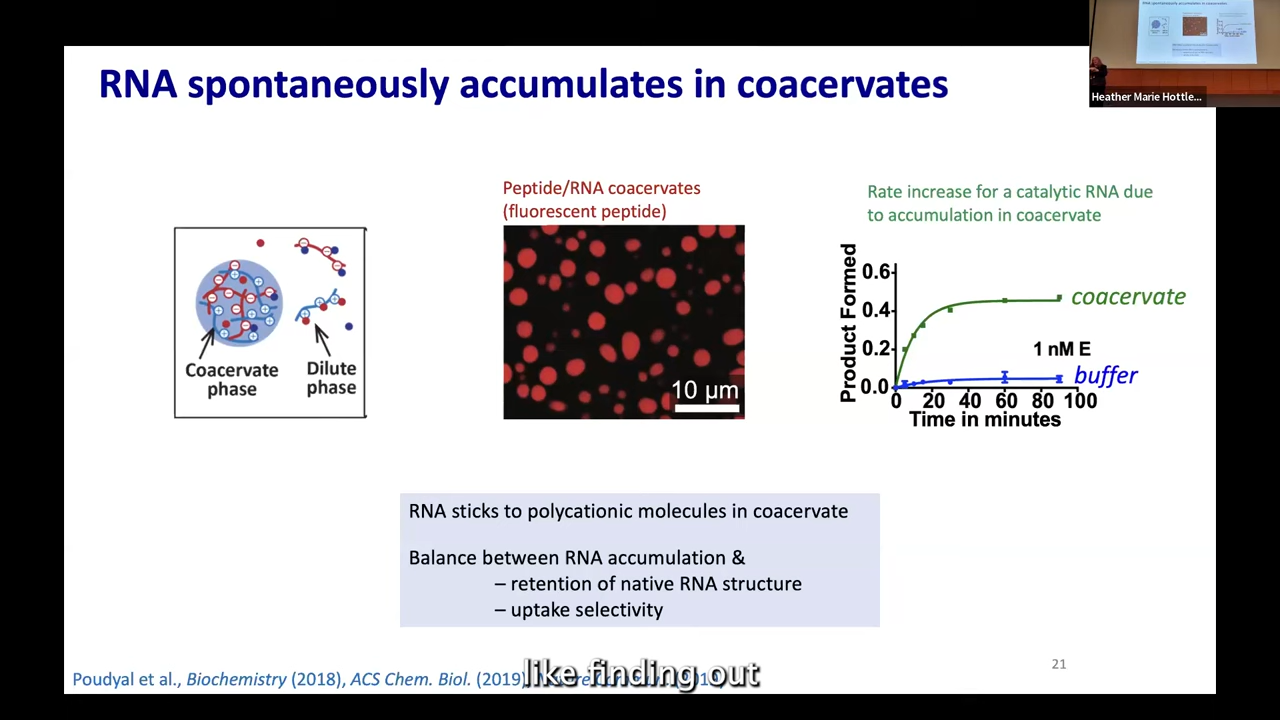 RNA spontaneously accumulates in coacervates
Heather Marie Hottle...
Peptide/RNA coacervates
(fluorescent peptide)
Rate increase for a catalytic RNA due
to accumulation in coacervate
Coacervate
phase
Dilute
phase
10 µm
Product Formed
0.6
0.4
0.2
0.0
coacervate
1 nM E
buffer
0 20 40 60 80 100
Time in minutes
RNA sticks to polycationic molecules in coacervate
Balance between RNA accumulation &
– retention of native RNA structure
– uptake selectivity
like finding out
21
Poudyal et al., Biochemistry (2018), ACS Chem. Biol. (2019),